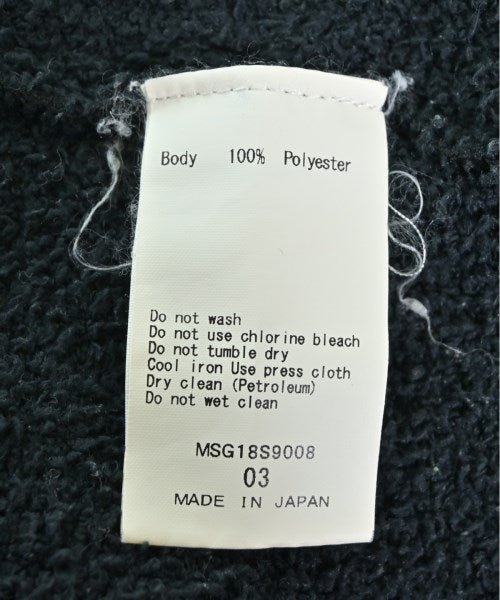 Body 100% Polyester
Do not wash
Do not use chlorine bleach
Do not tumble dry
Cool iron Use press cloth
Dry clean (Petroleum)
Do not wet clean
MSG18S9008
03
MADE IN JAPAN